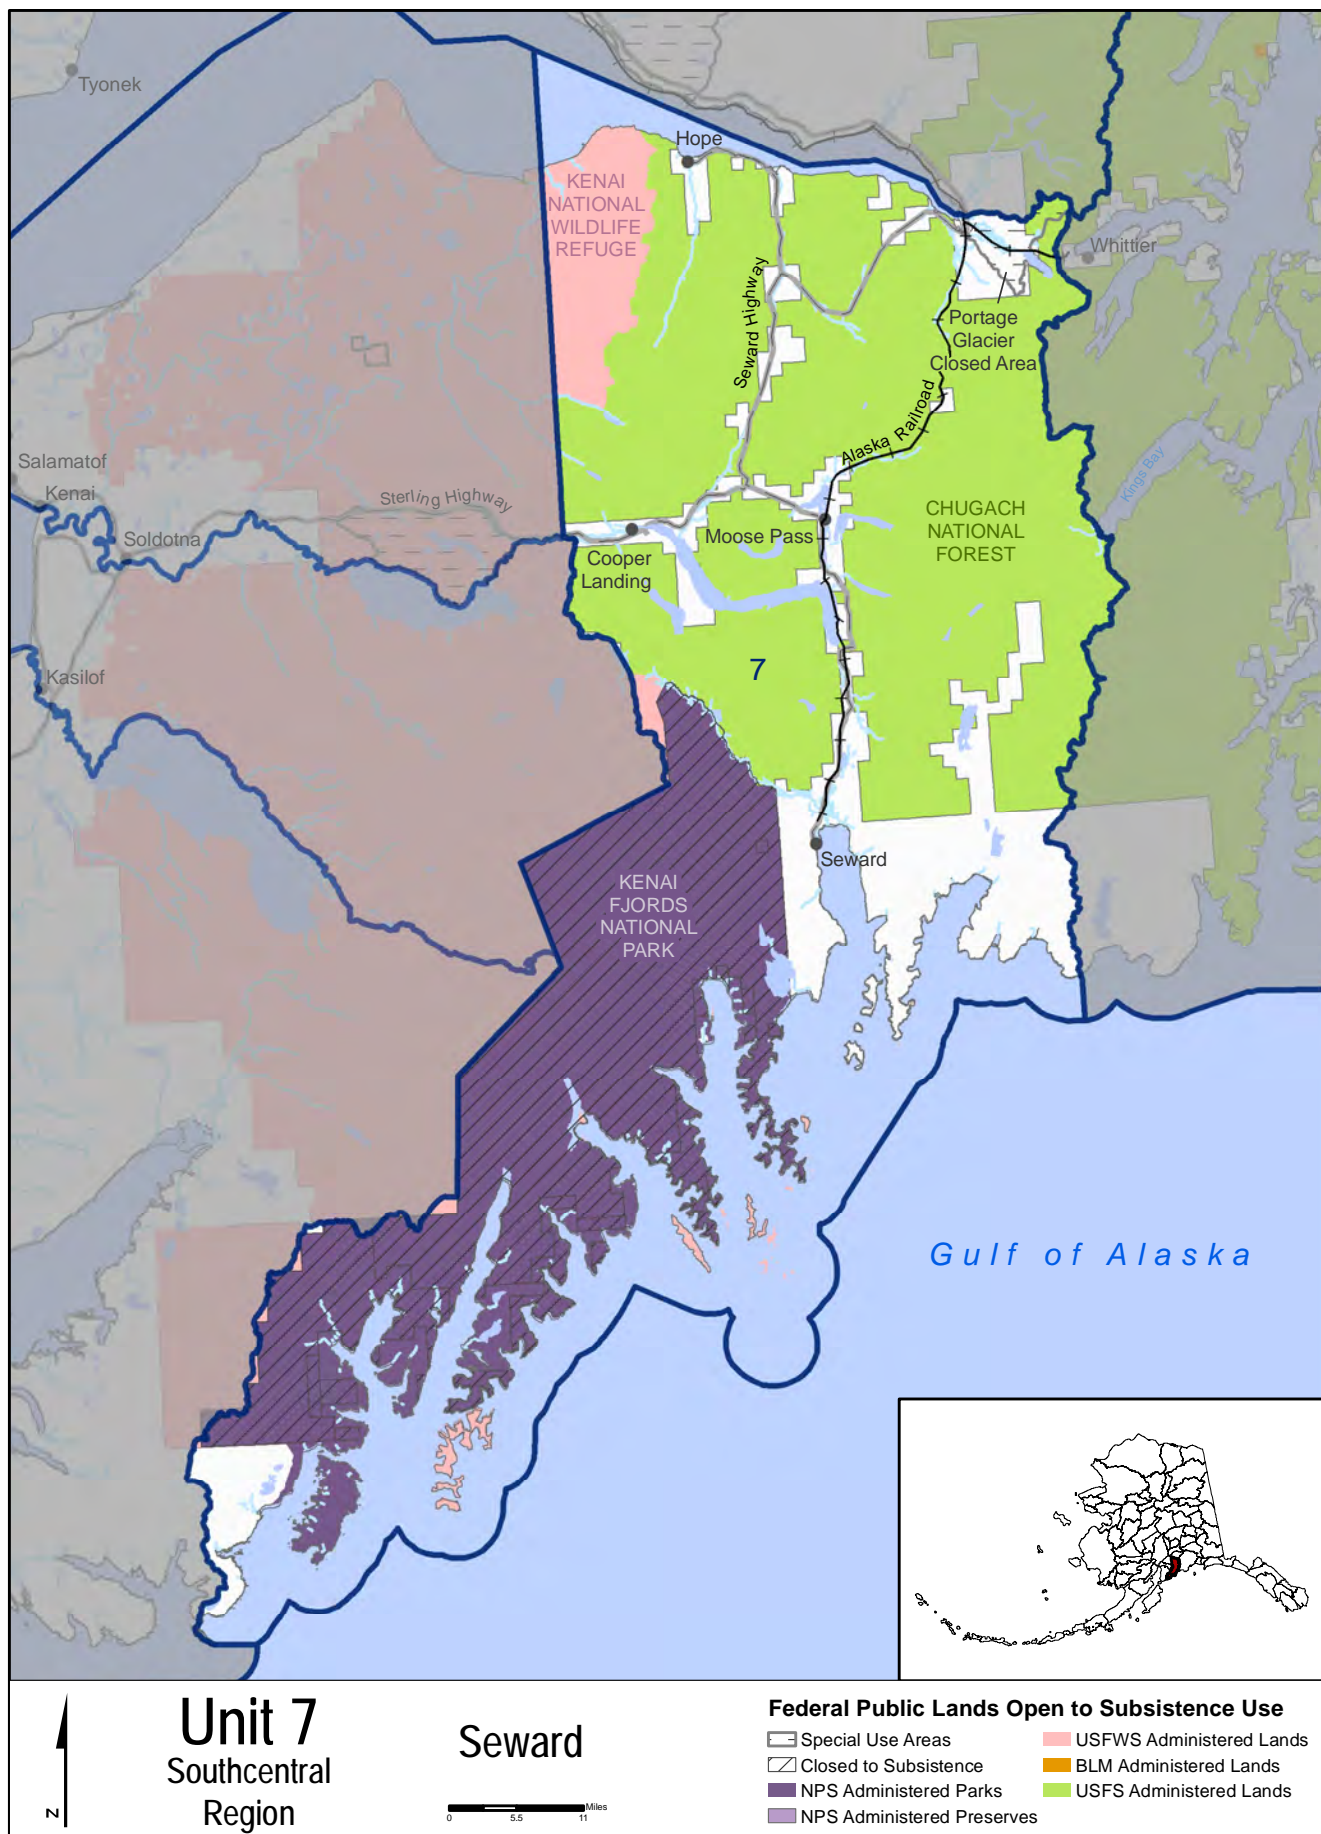 Tyonek
Hope
KENAI
NATIONAL
WILDLIFE
REFUGE
Whittier
Seward Highway
Portage
Glacier
Closed Area
Alaska Railroad
Kings Bay
Salamatof
Kenai
Sterling Highway
Soldotna
CHUGACH
NATIONAL
FOREST
Moose Pass
Cooper
Landing
7
Kasilof
Seward
KENAI
FJORDS
NATIONAL
PARK
Gulf of Alaska
N
Unit 7
Southcentral
Region
Seward
Miles
0 5.5 11
Federal Public Lands Open to Subsistence Use
Special Use Areas
Closed to Subsistence
NPS Administered Parks
NPS Administered Preserves
USFWS Administered Lands
BLM Administered Lands
USFS Administered Lands